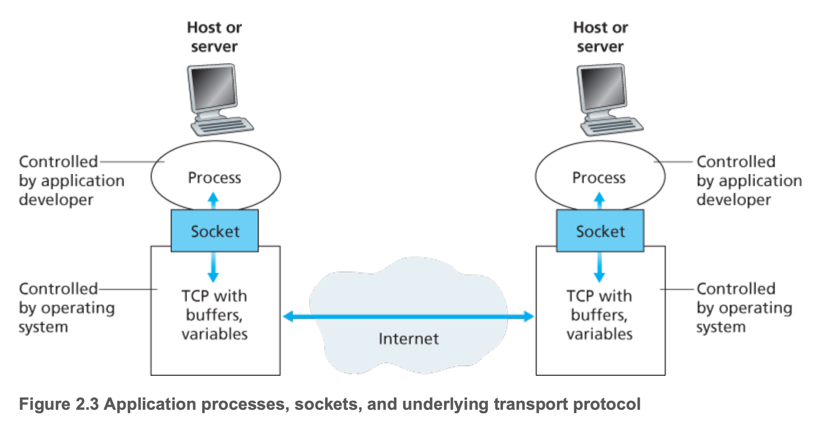 Host or
server
Host or
server
Controlled
by application
developer
Process
Process
Controlled
by application
developer
Socket
Socket
Controlled
by operating
system
TCP with
buffers,
variables
Internet
TCP with
buffers,
variables
Controlled
by operating
system
Figure 2.3 Application processes, sockets, and underlying transport protocol